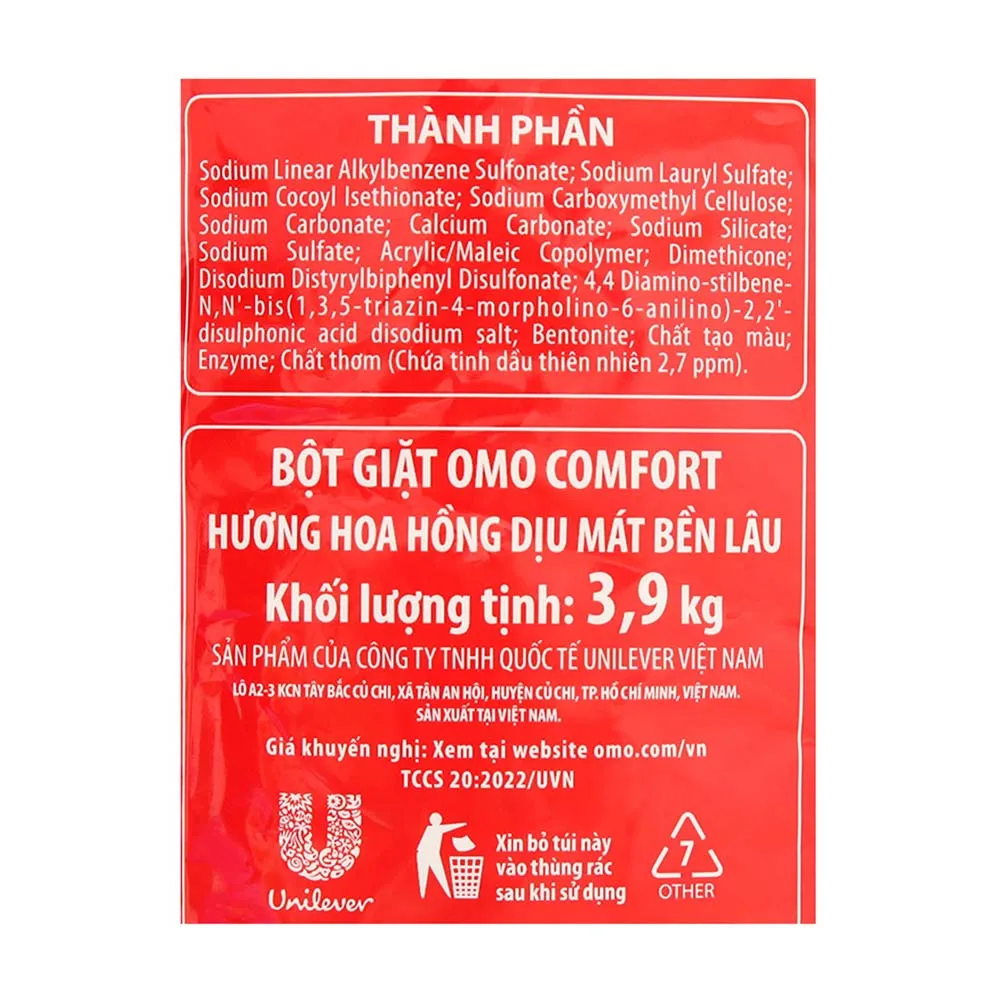 THÀNH PHẦN
Sodium Linear Alkylbenzene Sulfonate; Sodium Lauryl Sulfate;
Sodium Cocoyl Isethionate; Sodium Carboxymethyl Cellulose;
Sodium Carbonate; Calcium Carbonate; Sodium Silicate;
Sodium Sulfate; Acrylic/Maleic Copolymer; Dimethicone;
Disodium Distyrylbiphenyl Disulfonate; 4,4 Diamino-stilbene-
N,N'-bis(1,3,5-triazin-4-morpholino-6-anilino)-2,2'-
disulphonic acid disodium salt; Bentonite; Chất tạo màu;
Enzyme; Chất thơm (Chứa tinh dầu thiên nhiên 2,7 ppm).
BỘT GIẶT OMO COMFORT
HƯƠNG HOA HỒNG DỊU MÁT BỀN LÂU
Khối lượng tịnh: 3,9 kg
SẢN PHẨM CỦA CÔNG TY TNHH QUỐC TẾ UNILEVER VIỆT NAM
LÔ A2-3 KCN TÂY BẮC CỦ CHI, XÃ TÂN AN HỘI, HUYỆN CỦ CHI, TP. HỒ CHÍ MINH, VIỆT NAM.
SẢN XUẤT TẠI VIỆT NAM.
Giá khuyến nghị: Xem tại website omo.com/vn
TCCS 20:2022/UVN
Unilever
Xin bỏ túi này
vào thùng rác
sau khi sử dụng
7
OTHER